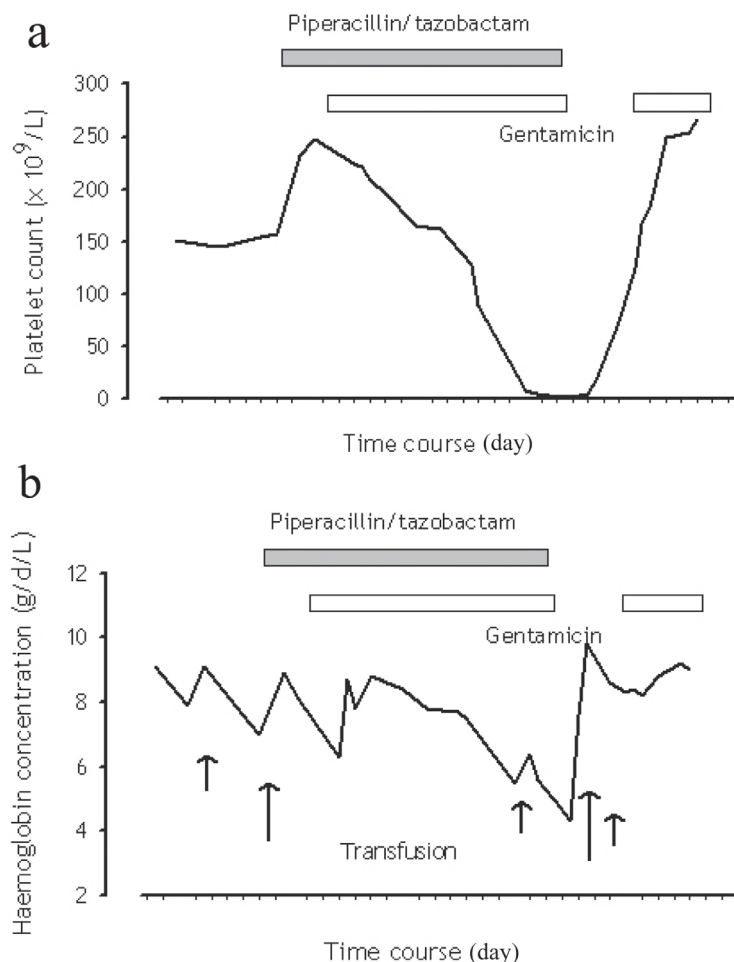 a
Piperacillin/tazobactam
Gentamicin
Platelet count (x 10⁹/L)
300
250
200
150
100
50
0
Time course (day)
b
Piperacillin/tazobactam
Gentamicin
Haemoglobin concentration (g/d/L)
12
10
8
6
4
2
Transfusion
Time course (day)